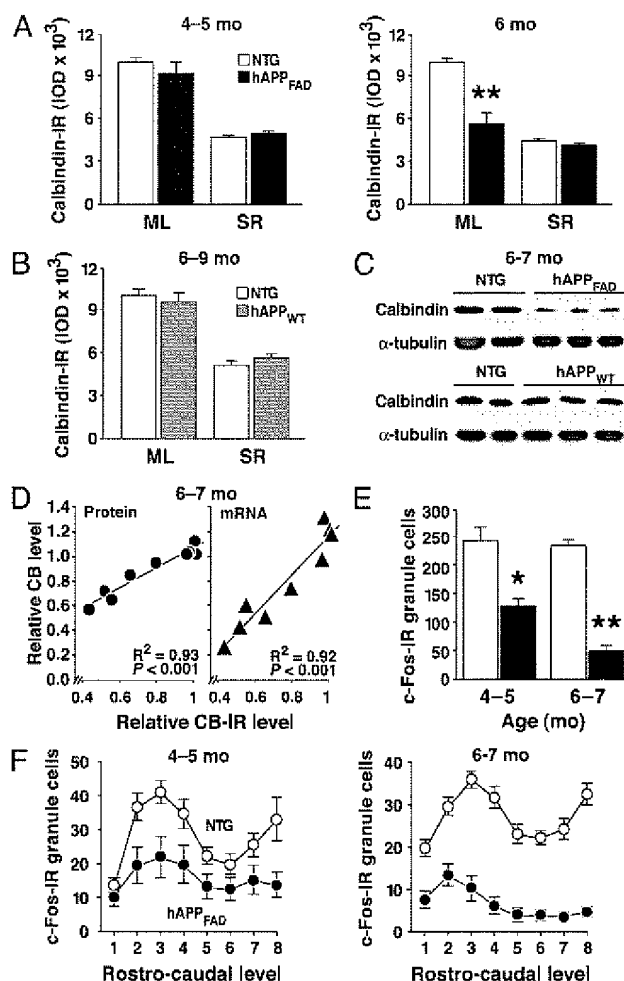 A
4–5 mo
Calbindin-IR (IOD x 10³)
12
9
6
3
0
NTG
hAPP_FAD
ML
SR
6 mo
Calbindin-IR (IOD x 10³)
12
9
6
3
0
**
ML
SR
B
6–9 mo
Calbindin-IR (IOD x 10³)
12
9
6
3
0
NTG
hAPP_WT
ML
SR
C
6-7 mo
NTG
hAPP_FAD
Calbindin
α-tubulin
NTG
hAPP_WT
Calbindin
α-tubulin
D
6–7 mo
Protein
mRNA
Relative CB level
1.4
1.2
1.0
0.8
0.6
0.4
0.2
0.0
R² = 0.93
P < 0.001
R² = 0.92
P < 0.001
0.4 0.6 0.8 1
0.4 0.6 0.8 1
Relative CB-IR level
E
c-Fos-IR granule cells
300
250
200
150
100
50
0
*
**
4–5
6–7
Age (mo)
F
4–5 mo
c-Fos-IR granule cells
50
40
30
20
10
0
NTG
hAPP_FAD
1 2 3 4 5 6 7 8
Rostro-caudal level
6-7 mo
c-Fos-IR granule cells
40
30
20
10
0
1 2 3 4 5 6 7 8
Rostro-caudal level